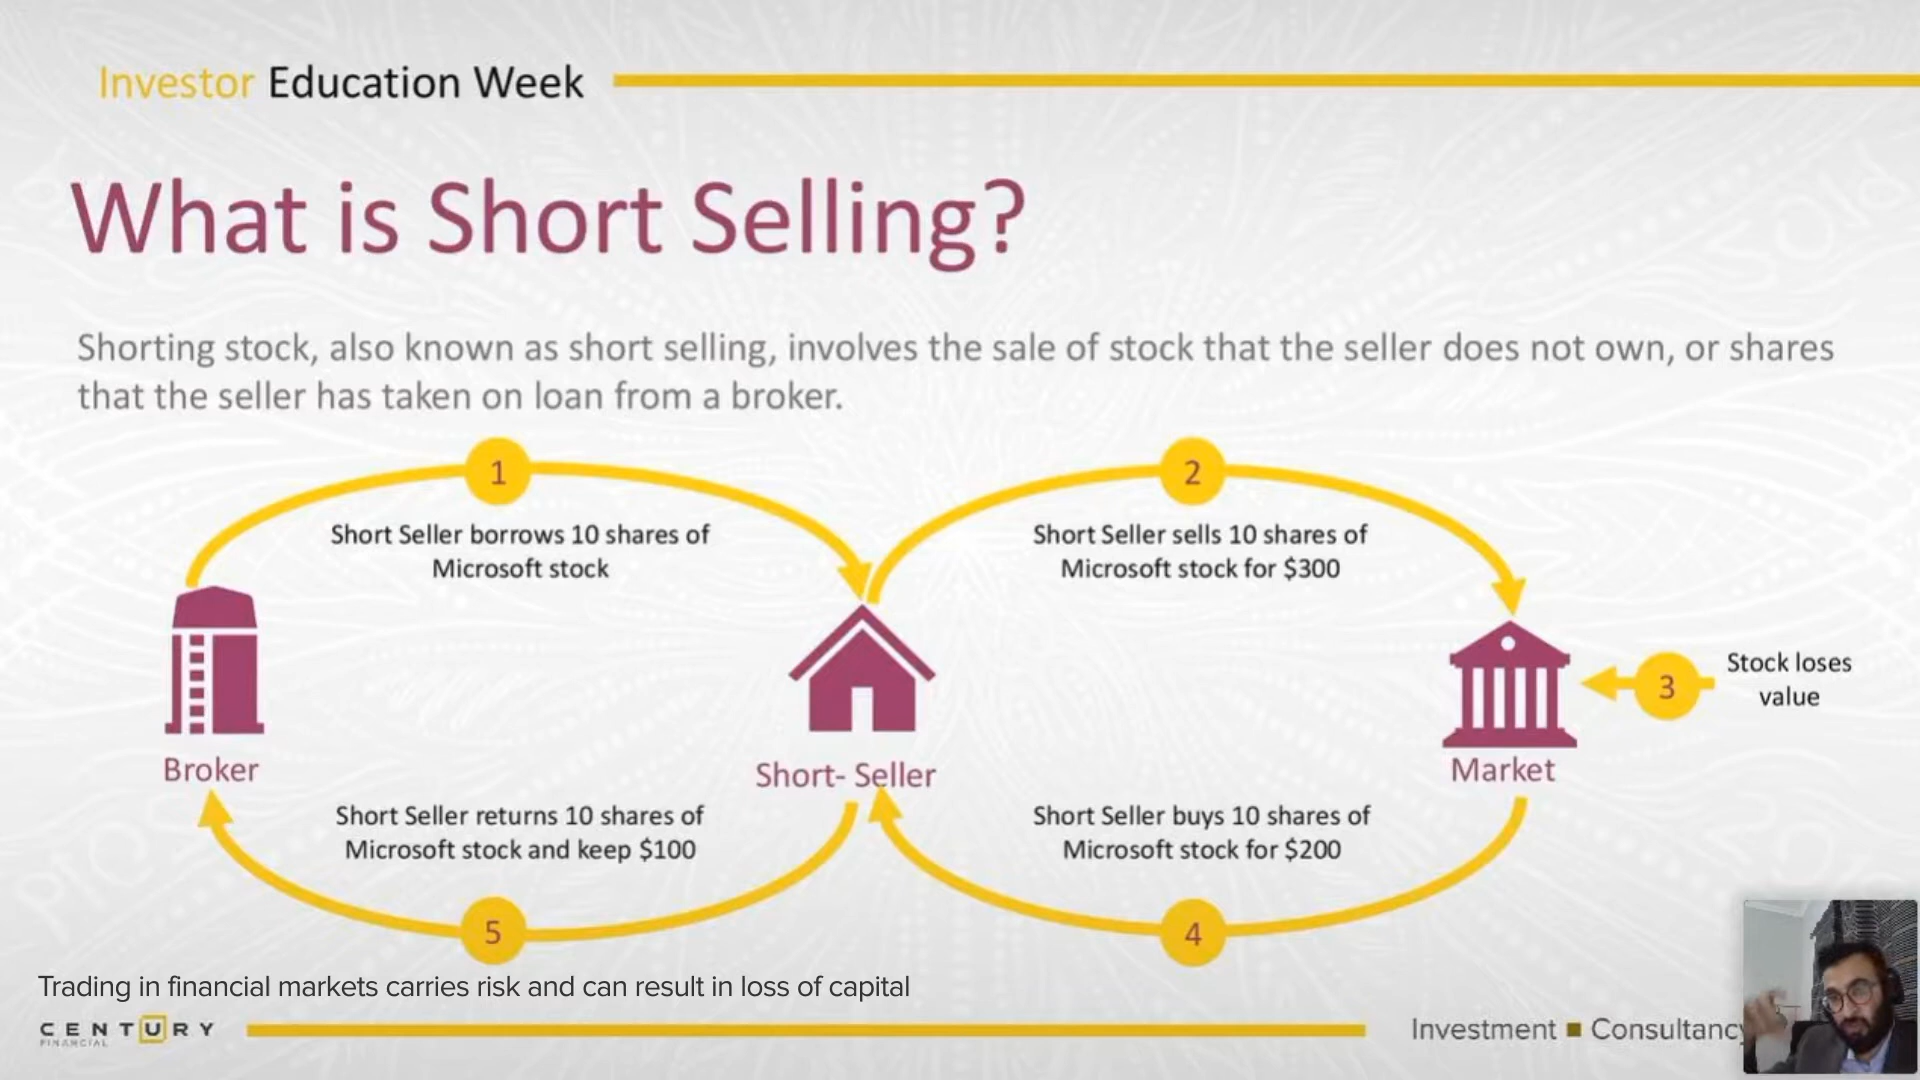 Investor Education Week
What is Short Selling?
Shorting stock, also known as short selling, involves the sale of stock that the seller does not own, or shares
that the seller has taken on loan from a broker.
1
Short Seller borrows 10 shares of
Microsoft stock
2
Short Seller sells 10 shares of
Microsoft stock for $300
3
Stock loses
value
Broker
Short- Seller
Market
Short Seller returns 10 shares of
Microsoft stock and keep $100
5
Short Seller buys 10 shares of
Microsoft stock for $200
4
Trading in financial markets carries risk and can result in loss of capital
CENTURY
FINANCIAL
Investment ■ Consultancy